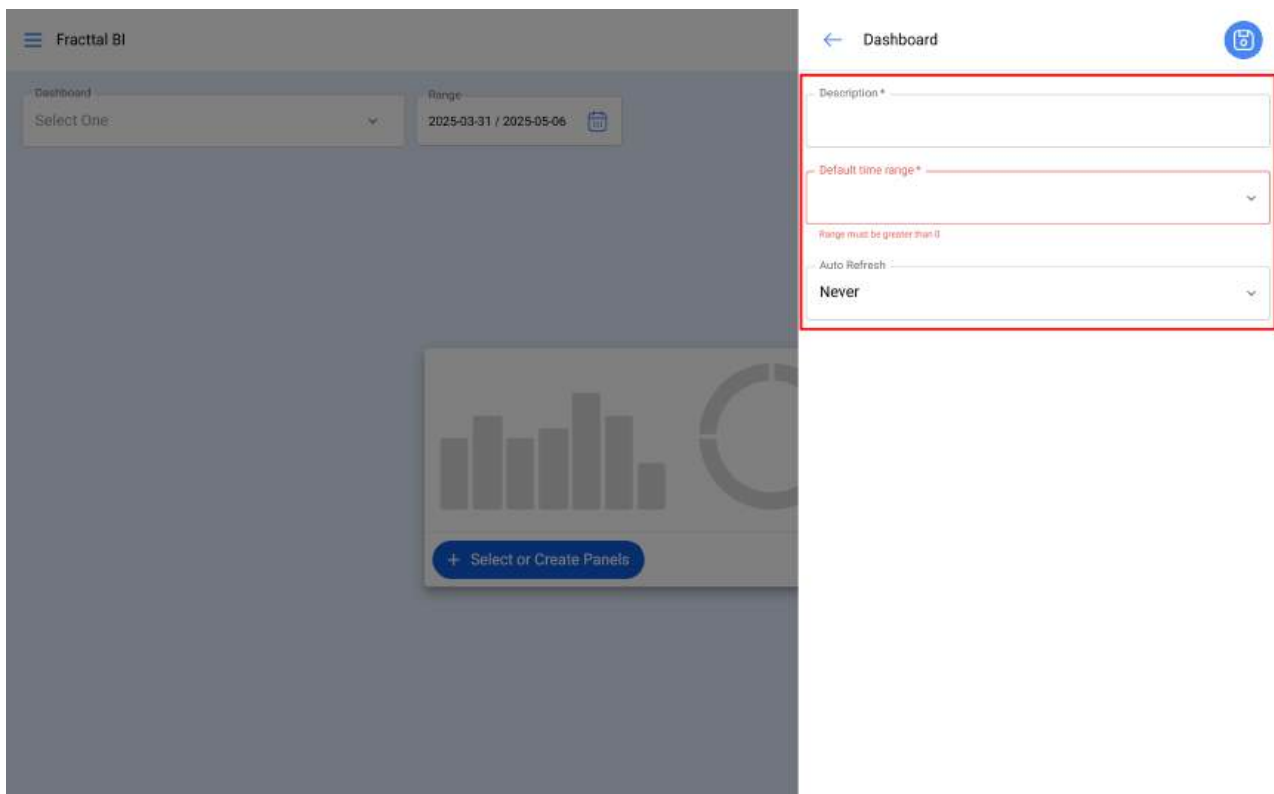 Fracttal BI
Dashboard
Select One
Range
2025-03-31 / 2025-05-06
+ Select or Create Panels
Dashboard
Description *
Default time range *
Range must be greater than 0
Auto Refresh
Never